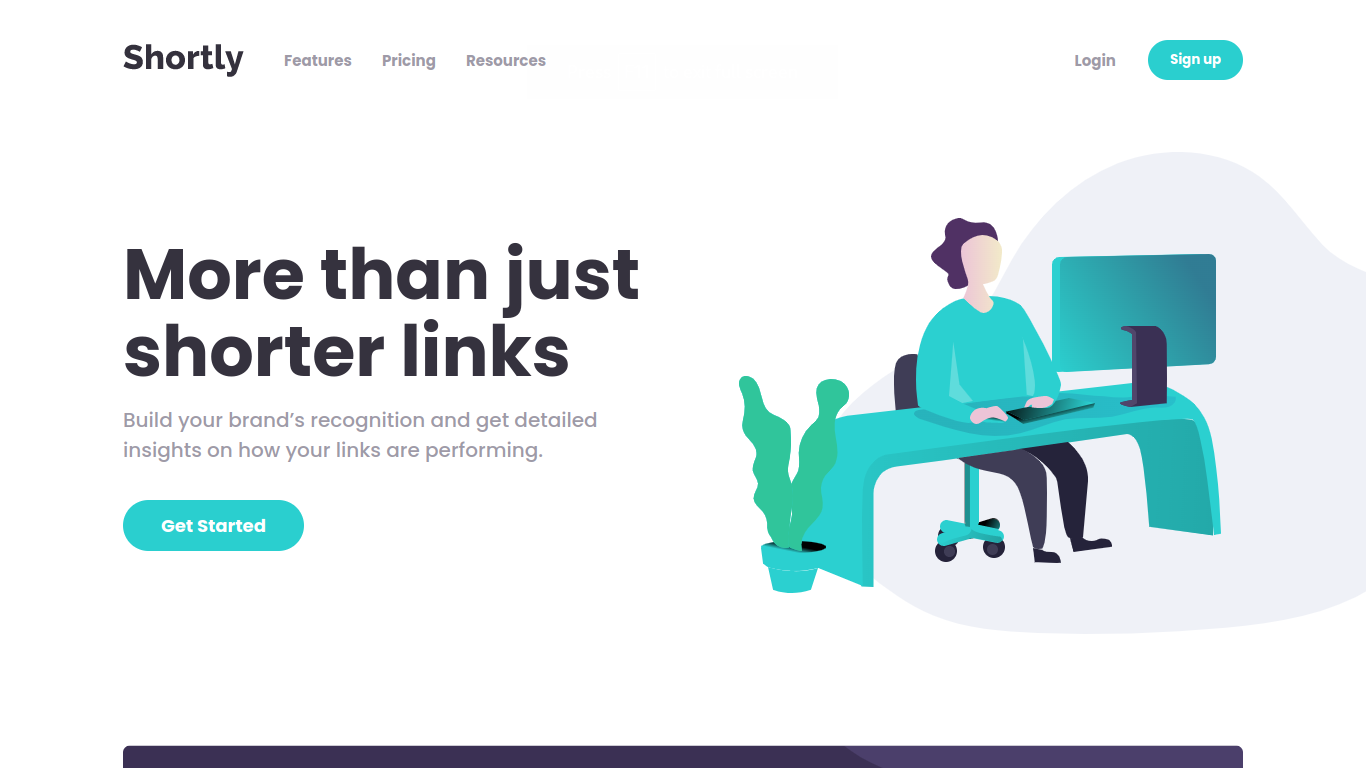 Shortly Features Pricing Resources Login Sign up
More than just
shorter links
Build your brand’s recognition and get detailed
insights on how your links are performing.
Get Started